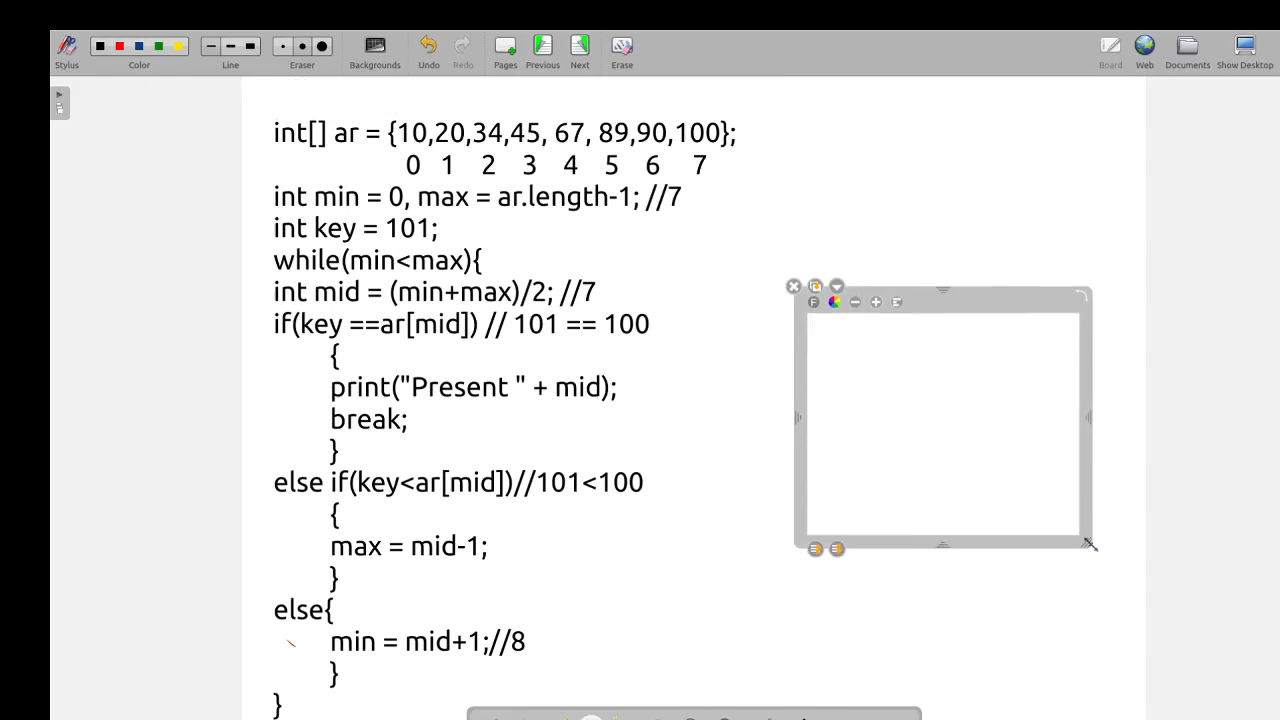 Stylus Color Line Eraser Backgrounds Undo Redo Pages Previous Next Erase Board Web Documents Show Desktop
int[] ar = {10,20,34,45, 67, 89,90,100};
0 1 2 3 4 5 6 7
int min = 0, max = ar.length-1; //7
int key = 101;
while(min<max){
int mid = (min+max)/2; //7
if(key ==ar[mid]) // 101 == 100
{
print("Present " + mid);
break;
}
else if(key<ar[mid])//101<100
{
max = mid-1;
}
else{
min = mid+1;//8
}
}